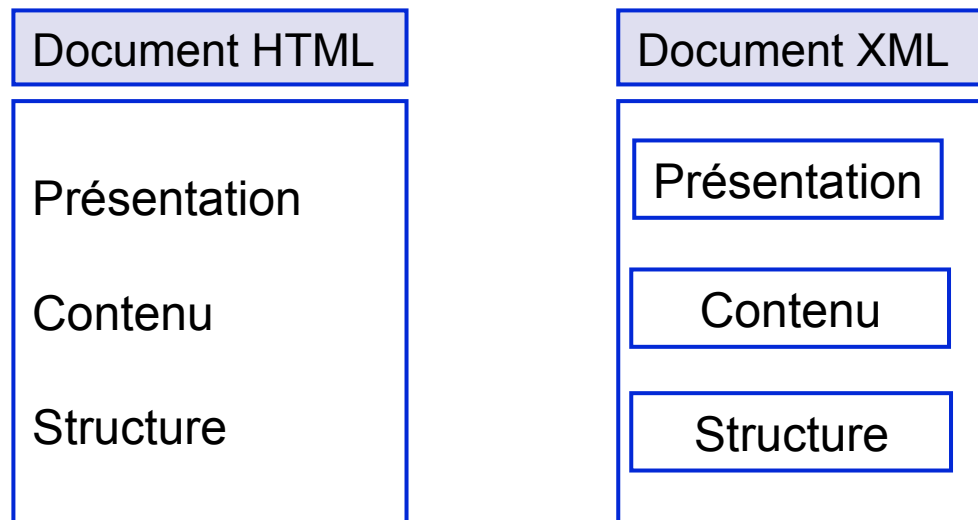 Document HTML
Présentation
Contenu
Structure
Document XML
Présentation
Contenu
Structure